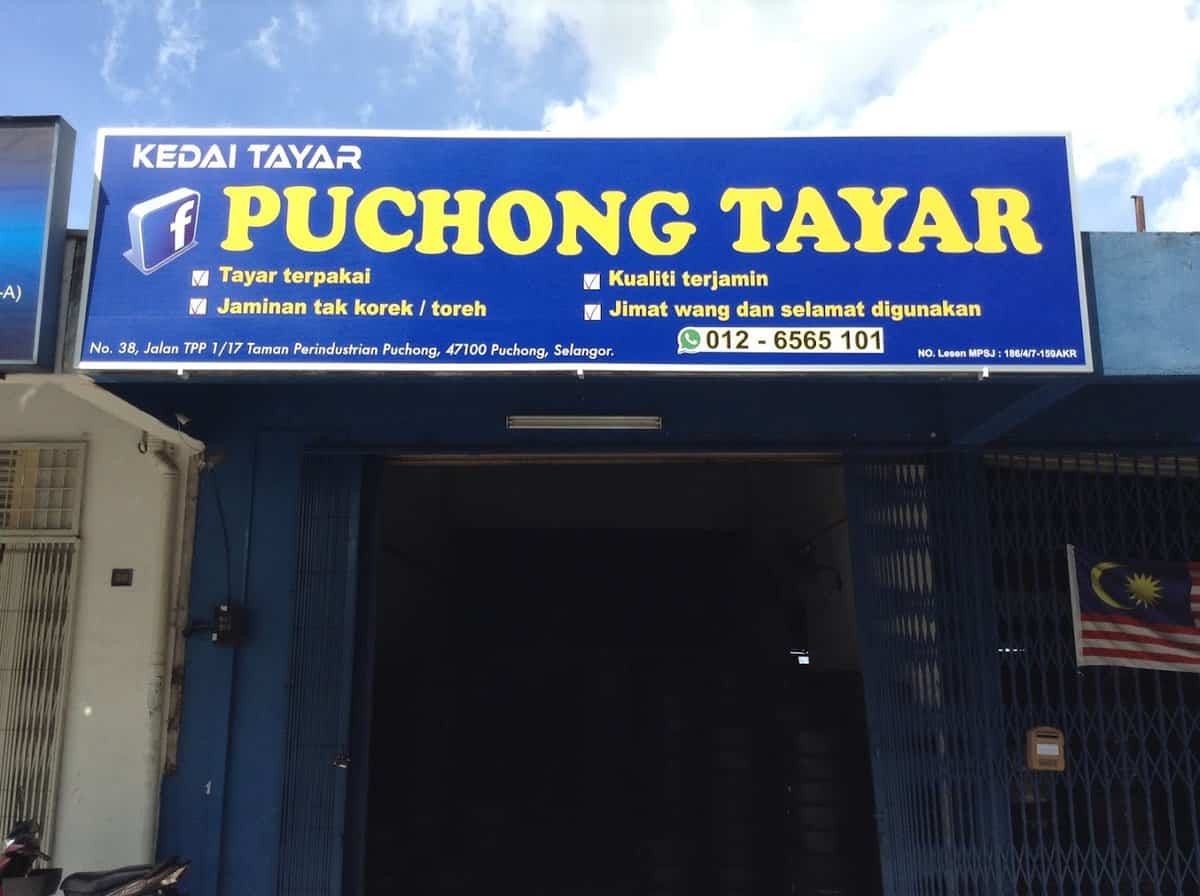 KEDAI TAYAR
f PUCHONG TAYAR
Tayar terpakai
Kualiti terjamin
Jaminan tak korek / toreh
Jimat wang dan selamat digunakan
012 - 6565 101
No. 38, Jalan TPP 1/17 Taman Perindustrian Puchong, 47100 Puchong, Selangor.
NO. Lesen MPSJ : 186/4/7-159AKR
-A)